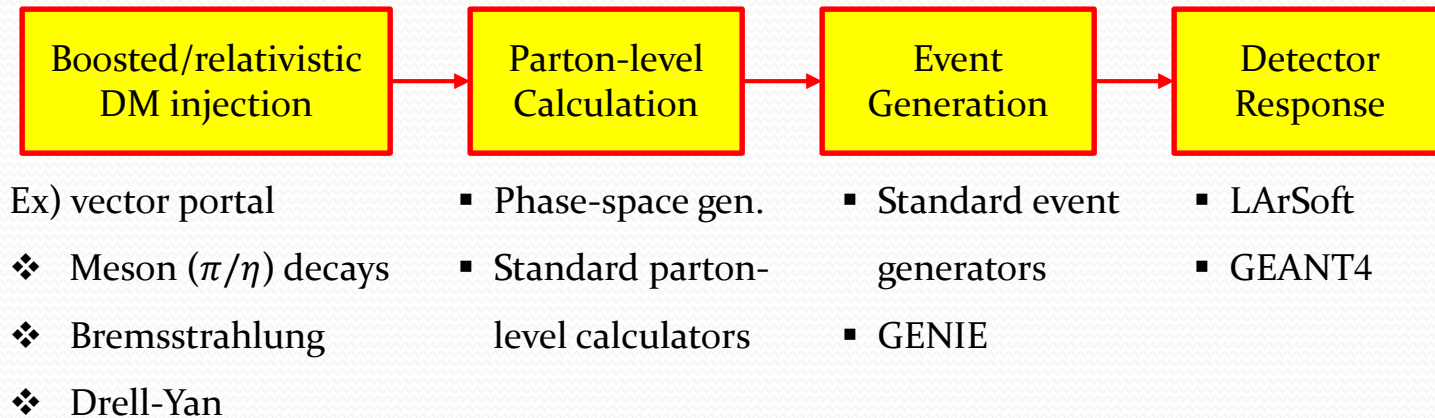 Boosted/relativistic
DM injection
Parton-level
Calculation
Event
Generation
Detector
Response
Ex) vector portal
❖ Meson (π/η) decays
❖ Bremsstrahlung
❖ Drell-Yan
▪ Phase-space gen.
▪ Standard parton-
level calculators
▪ Standard event
generators
▪ GENIE
▪ LArSoft
▪ GEANT4